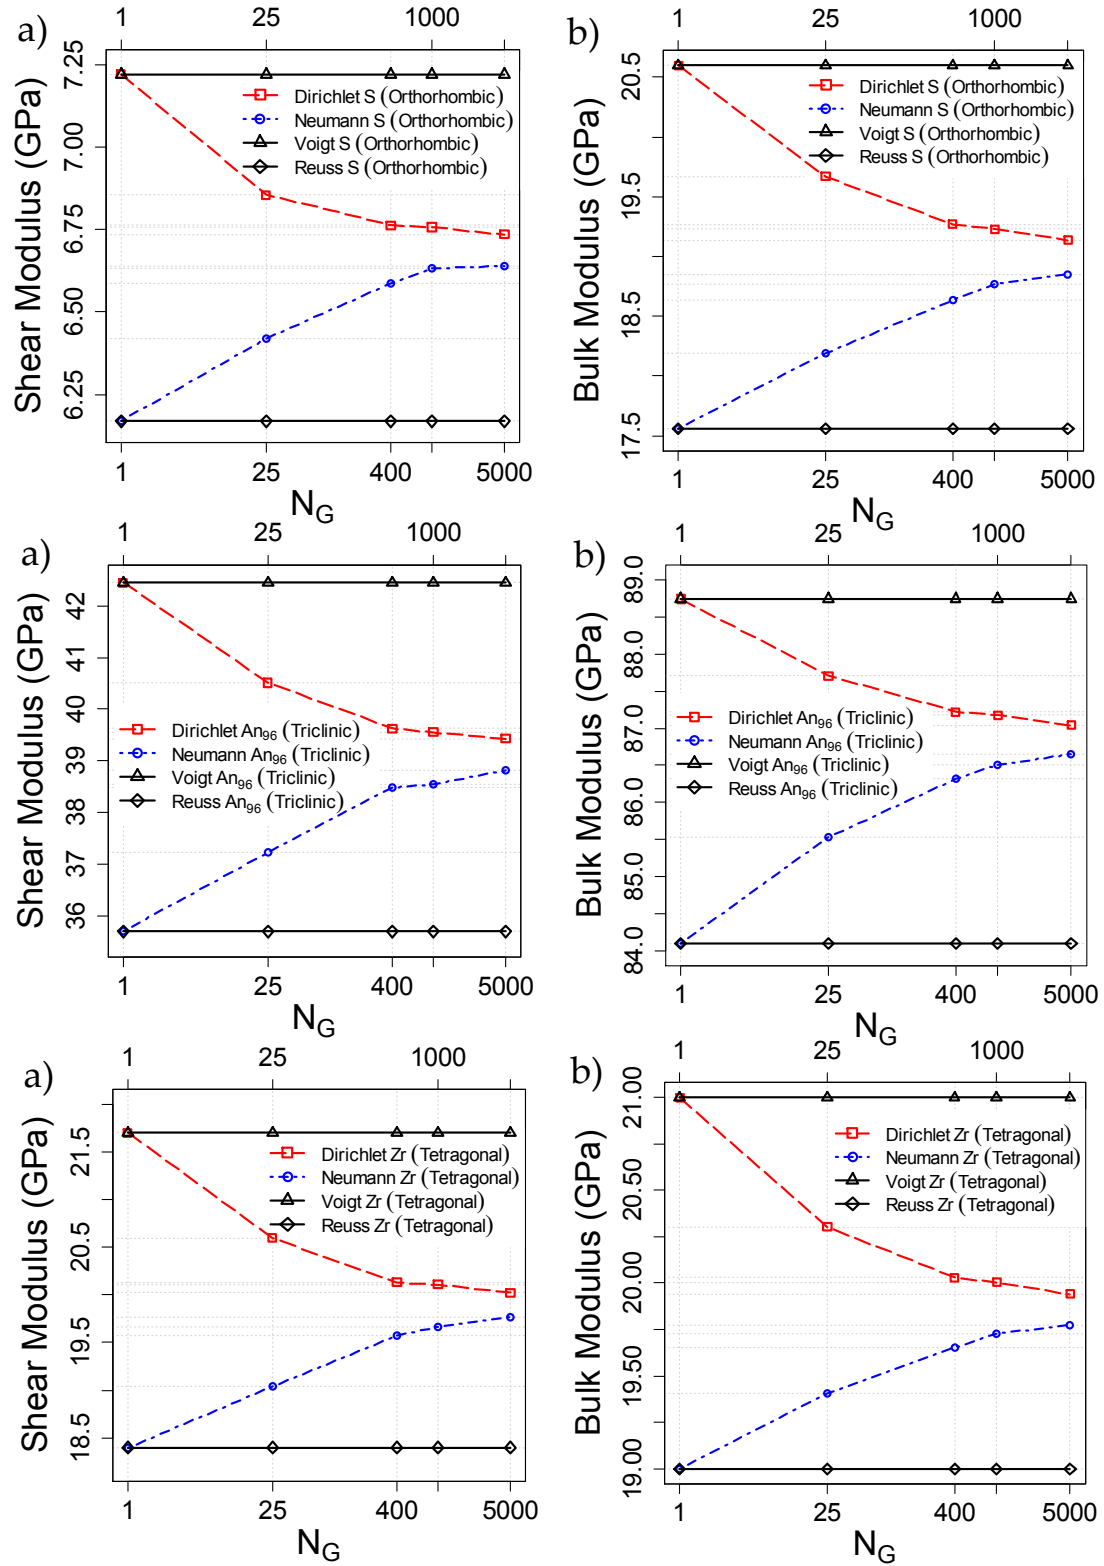 a)
1 25 1000
Shear Modulus (GPa)
7.25
7.00
6.75
6.50
6.25
Dirichlet S (Orthorhombic)
Neumann S (Orthorhombic)
Voigt S (Orthorhombic)
Reuss S (Orthorhombic)
1 25 400 5000
N_G
b)
1 25 1000
Bulk Modulus (GPa)
20.5
19.5
18.5
17.5
Dirichlet S (Orthorhombic)
Neumann S (Orthorhombic)
Voigt S (Orthorhombic)
Reuss S (Orthorhombic)
1 25 400 5000
N_G
a)
1 25 1000
Shear Modulus (GPa)
42
41
40
39
38
37
36
Dirichlet An96 (Triclinic)
Neumann An96 (Triclinic)
Voigt An96 (Triclinic)
Reuss An96 (Triclinic)
1 25 400 5000
N_G
b)
1 25 1000
Bulk Modulus (GPa)
89.0
88.0
87.0
86.0
85.0
84.0
Dirichlet An96 (Triclinic)
Neumann An96 (Triclinic)
Voigt An96 (Triclinic)
Reuss An96 (Triclinic)
1 25 400 5000
N_G
a)
1 25 1000
Shear Modulus (GPa)
21.5
20.5
19.5
18.5
Dirichlet Zr (Tetragonal)
Neumann Zr (Tetragonal)
Voigt Zr (Tetragonal)
Reuss Zr (Tetragonal)
1 25 400 5000
N_G
b)
1 25 1000
Bulk Modulus (GPa)
21.00
20.50
20.00
19.50
19.00
Dirichlet Zr (Tetragonal)
Neumann Zr (Tetragonal)
Voigt Zr (Tetragonal)
Reuss Zr (Tetragonal)
1 25 400 5000
N_G